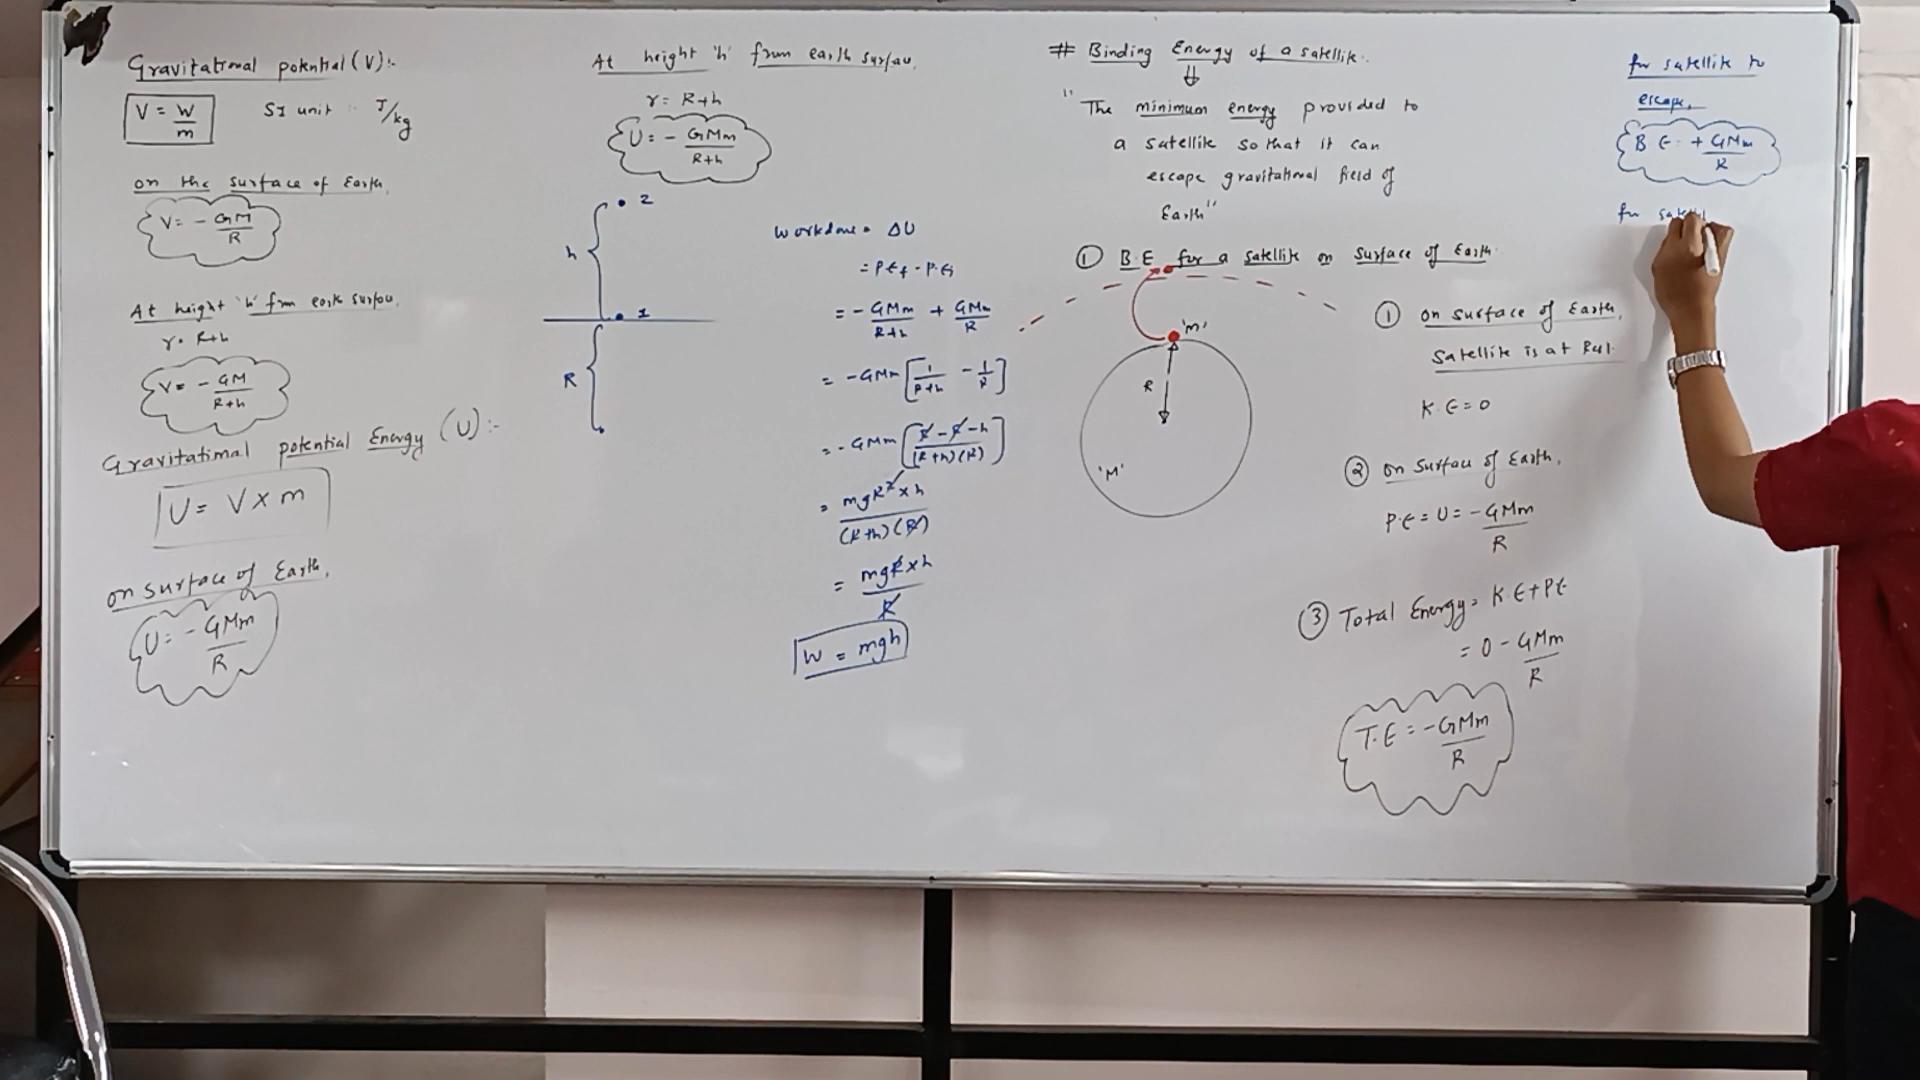 Gravitational potential (V):-
V = W/m
SI unit :- J/kg
on the surface of Earth,
V = - GM/R
At height 'h' from earth surface,
r = R+h
V = - GM/R+h
Gravitational potential Energy (U):-
U = V x m
on surface of Earth,
U = - GMm/R
At height 'h' from earth surface,
r = R+h
U = - GMm/R+h
2
h
1
R
Workdone = ΔU
= P.Ef - P.Ei
= - GMm/R+h + GMm/R
= -GMm [1/R+h - 1/R]
= -GMm [R-R-h/(R+h)(R)]
= mgR² x h/(R+h)(R)
= mgR x h/R
W = mgh
# Binding Energy of a satellite.
⇓
"The minimum energy provided to
a satellite so that it can
escape gravitational field of
Earth"
① B.E for a satellite on surface of Earth.
'm'
R
'M'
① on surface of Earth,
Satellite is at Rest.
K.E = 0
② on surface of Earth,
P.E = U = - GMm/R
③ Total Energy = K.E + P.E
= 0 - GMm/R
T.E = - GMm/R
for satellite to
escape,
B.E = + GMm/R
for